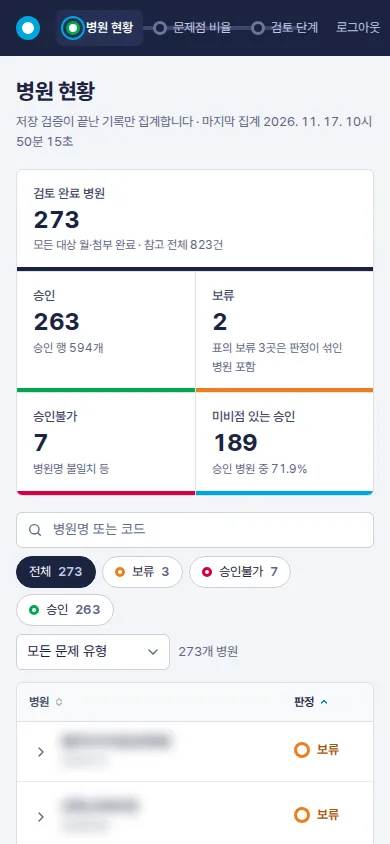 병원 현황
문제점 비율
검토 단계
로그아웃
병원 현황
저장 검증이 끝난 기록만 집계합니다 · 마지막 집계 2026. 11. 17. 10시
50분 15초
검토 완료 병원
273
모든 대상 월·첨부 완료 · 참고 전체 823건
승인
263
승인 행 594개
보류
2
표의 보류 3곳은 판정이 섞인
병원 포함
승인불가
7
병원명 불일치 등
미비점 있는 승인
189
승인 병원 중 71.9%
병원명 또는 코드
전체 273
보류 3
승인불가 7
승인 263
모든 문제 유형
273개 병원
병원
판정
보류
보류